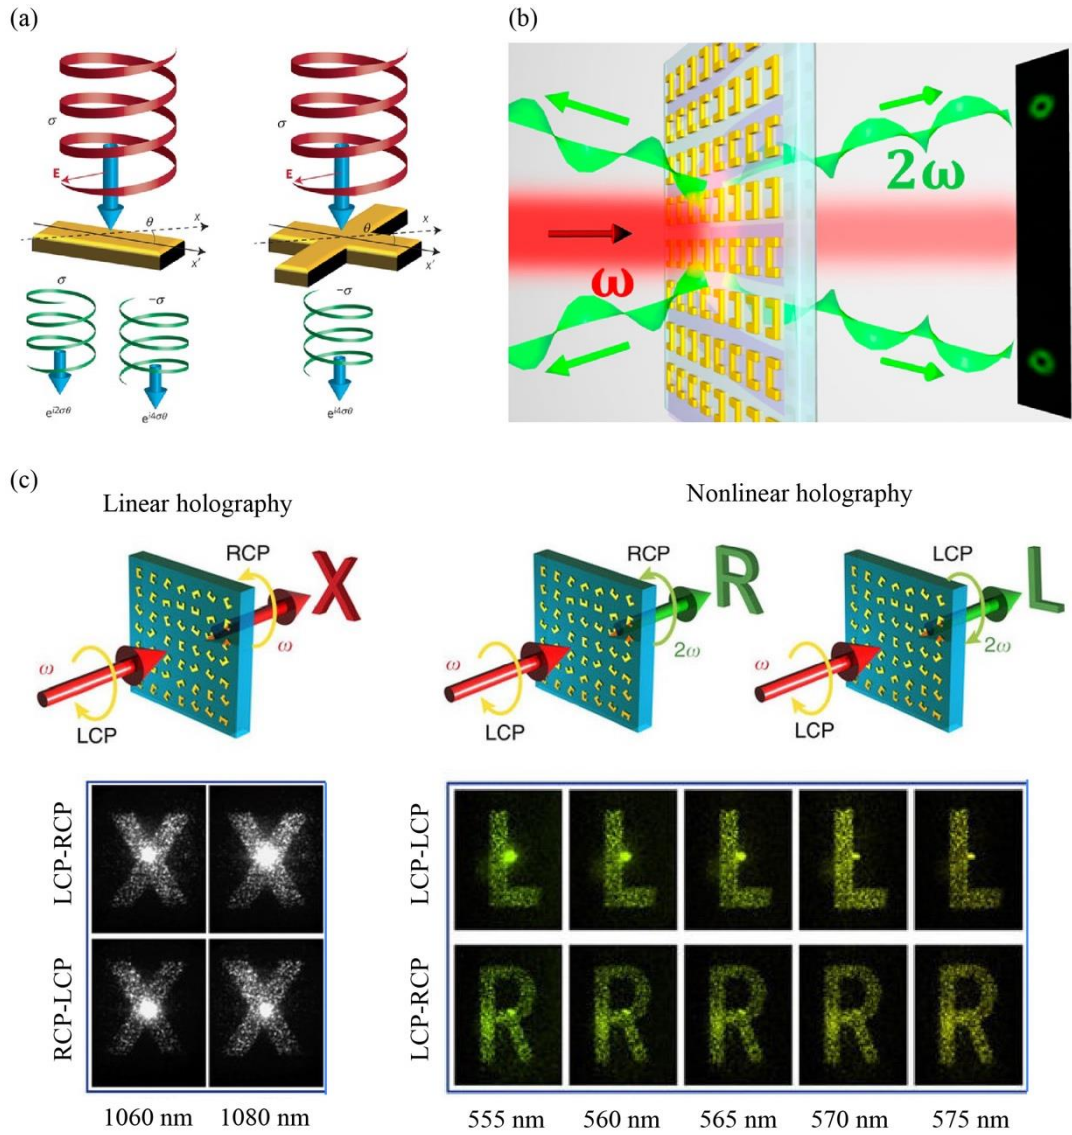 (a)
σ
E
x
θ
x'
σ
-σ
e^{i2σθ}
e^{i4σθ}
σ
E
x
θ
x'
-σ
e^{i4σθ}
(b)
ω
2ω
(c)
Linear holography
Nonlinear holography
RCP
X
ω
ω
LCP
RCP
R
ω
2ω
LCP
LCP
L
ω
2ω
LCP
LCP-RCP
X
X
RCP-LCP
X
X
1060 nm
1080 nm
LCP-LCP
L
L
L
L
L
LCP-RCP
R
R
R
R
R
555 nm
560 nm
565 nm
570 nm
575 nm